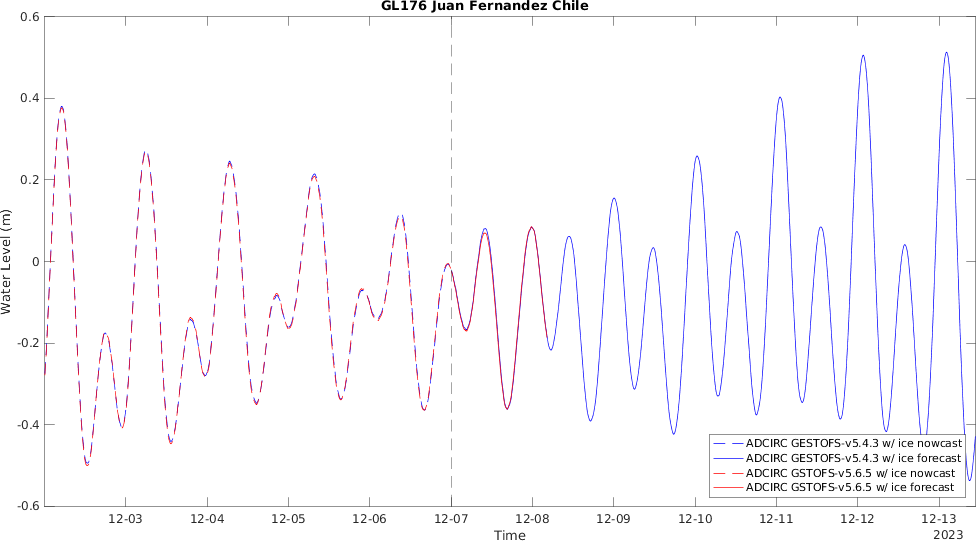 GL176 Juan Fernandez Chile
0.6
0.4
0.2
0
-0.2
-0.4
-0.6
Water Level (m)
12-03 12-04 12-05 12-06 12-07 12-08 12-09 12-10 12-11 12-12 12-13
Time
2023
ADCIRC GESTOFS-v5.4.3 w/ ice nowcast
ADCIRC GESTOFS-v5.4.3 w/ ice forecast
ADCIRC GSTOFS-v5.6.5 w/ ice nowcast
ADCIRC GSTOFS-v5.6.5 w/ ice forecast